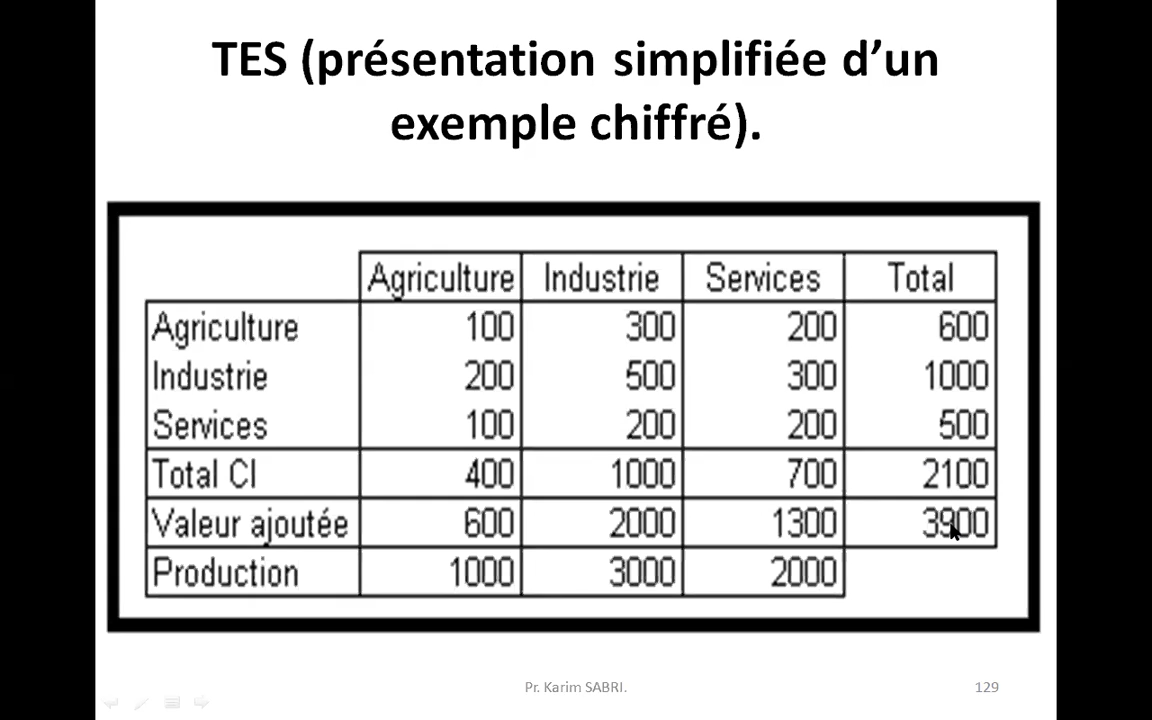 TES (présentation simplifiée d’un
exemple chiffré).
Agriculture Industrie Services Total
Agriculture 100 300 200 600
Industrie 200 500 300 1000
Services 100 200 200 500
Total CI 400 1000 700 2100
Valeur ajoutée 600 2000 1300 3900
Production 1000 3000 2000
Pr. Karim SABRI. 129